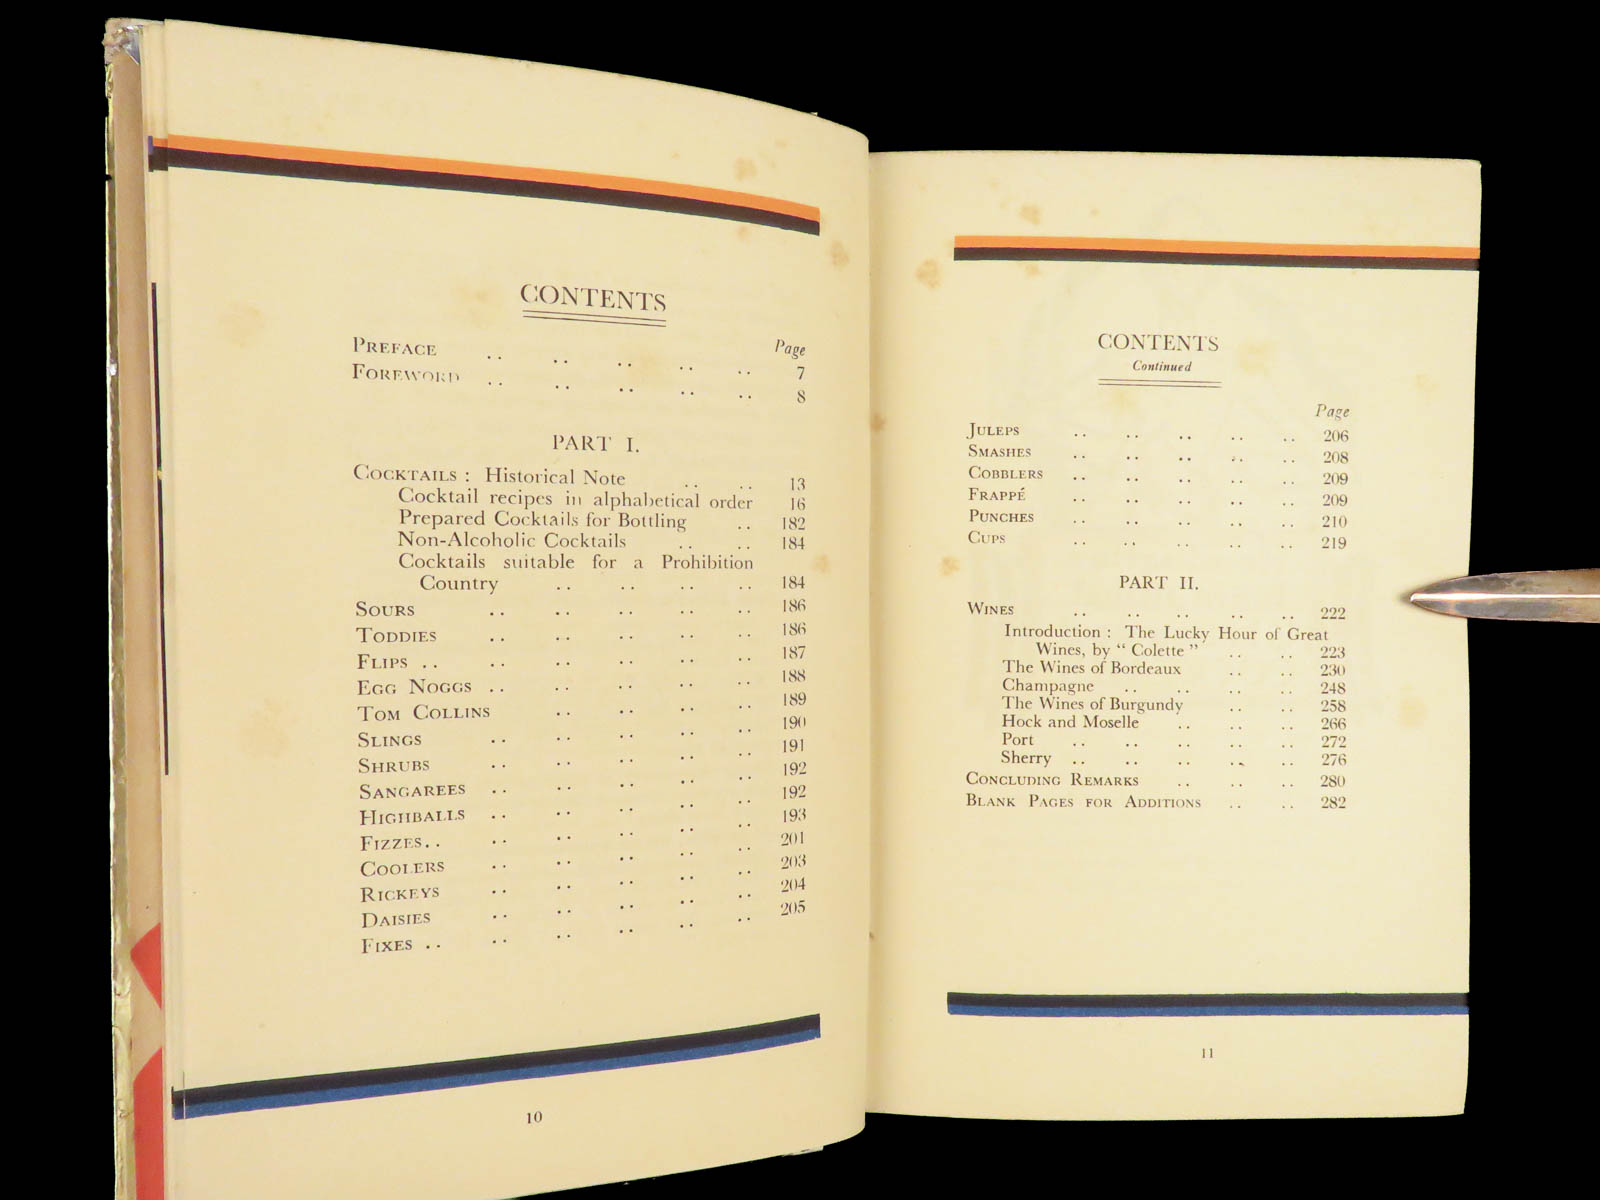 CONTENTS
Page
PREFACE .. .. .. .. .. 7
FOREWORD .. .. .. .. .. 8
PART I.
COCKTAILS : Historical Note .. .. 13
Cocktail recipes in alphabetical order 16
Prepared Cocktails for Bottling .. 182
Non-Alcoholic Cocktails .. .. 184
Cocktails suitable for a Prohibition
Country .. .. .. .. 184
SOURS .. .. .. .. .. 186
TODDIES .. .. .. .. .. 186
FLIPS .. .. .. .. .. .. 187
EGG NOGGS .. .. .. .. .. 188
TOM COLLINS .. .. .. .. 189
SLINGS .. .. .. .. .. 190
SHRUBS .. .. .. .. .. 191
SANGAREES .. .. .. .. .. 192
HIGHBALLS .. .. .. .. .. 192
FIZZES .. .. .. .. .. .. 193
COOLERS .. .. .. .. .. 201
RICKEYS .. .. .. .. .. 203
DAISIES .. .. .. .. .. 204
FIXES .. .. .. .. .. .. 205
10
CONTENTS
Continued
Page
JULEPS .. .. .. .. .. 206
SMASHES .. .. .. .. .. 208
COBBLERS .. .. .. .. .. 209
FRAPPÉ .. .. .. .. .. 209
PUNCHES .. .. .. .. .. 210
CUPS .. .. .. .. .. 219
PART II.
WINES .. .. .. .. .. 222
Introduction : The Lucky Hour of Great
Wines, by “ Colette ” .. .. 223
The Wines of Bordeaux .. .. 230
Champagne .. .. .. .. 248
The Wines of Burgundy .. .. 258
Hock and Moselle .. .. .. 266
Port .. .. .. .. .. 272
Sherry .. .. .. .. .. 276
CONCLUDING REMARKS .. .. .. 280
BLANK PAGES FOR ADDITIONS .. .. 282
11